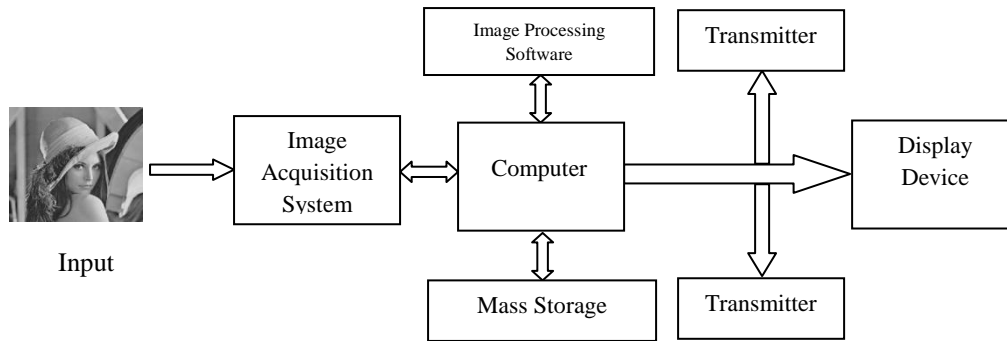 Image Processing
Software
Transmitter
Image
Acquisition
System
Computer
Display
Device
Input
Mass Storage
Transmitter